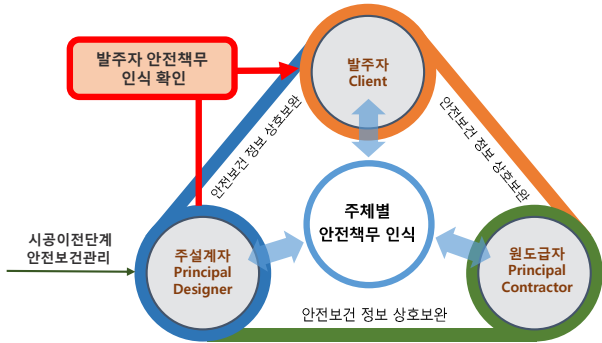 발주자 안전책무
인식 확인
발주자
Client
안전보건 정보 상호보완
안전보건 정보 상호보완
주체별
안전책무 인식
시공이전단계
안전보건관리
주설계자
Principal
Designer
원도급자
Principal
Contractor
안전보건 정보 상호보완